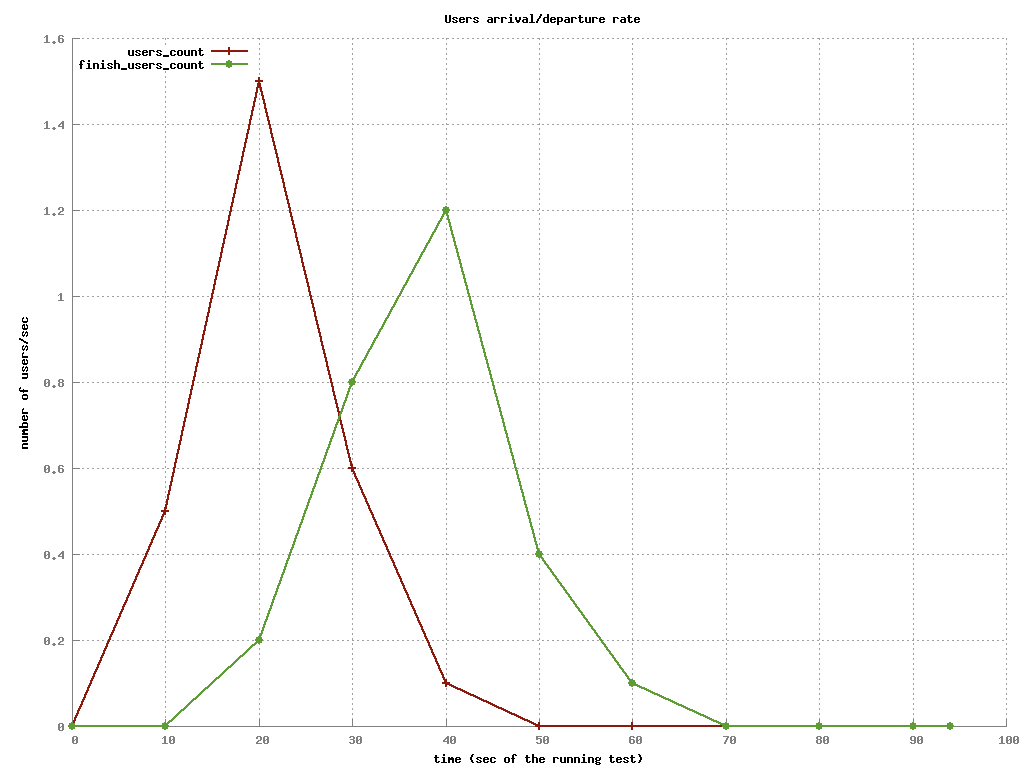 Users arrival/departure rate
users_count
finish_users_count
1.6
1.4
1.2
1
0.8
0.6
0.4
0.2
0
number of users/sec
0 10 20 30 40 50 60 70 80 90 100
time (sec of the running test)